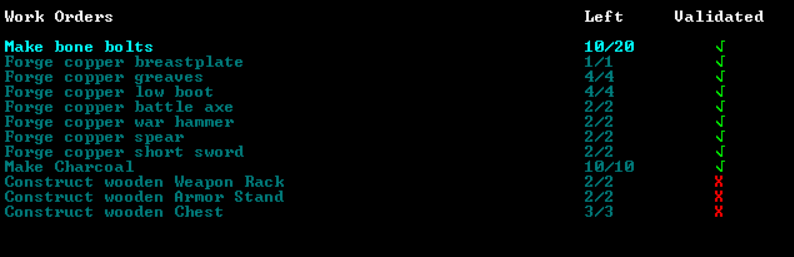 Work Orders Left Validated
Make bone bolts 10/20 √
Forge copper breastplate 1/1 √
Forge copper greaves 4/4 √
Forge copper low boot 4/4 √
Forge copper battle axe 2/2 √
Forge copper war hammer 2/2 √
Forge copper spear 2/2 √
Forge copper short sword 2/2 √
Make Charcoal 10/10 √
Construct wooden Weapon Rack 2/2 X
Construct wooden Armor Stand 2/2 X
Construct wooden Chest 3/3 X